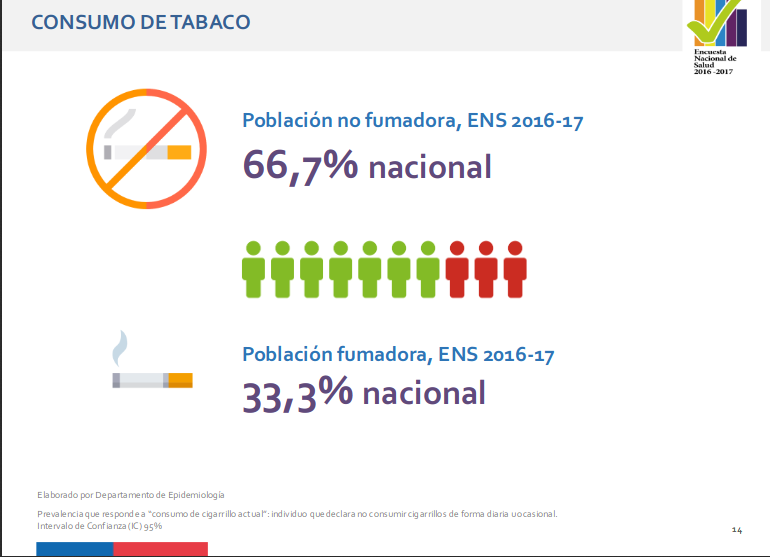 CONSUMO DE TABACO
Encuesta
Nacional de
Salud
2016 -2017
Población no fumadora, ENS 2016-17
66,7% nacional
Población fumadora, ENS 2016-17
33,3% nacional
Elaborado por Departamento de Epidemiología
Prevalencia que responde a “consumo de cigarrillo actual”: individuo que declara no consumir cigarrillos de forma diaria u ocasional.
Intervalo de Confianza (IC) 95%
14